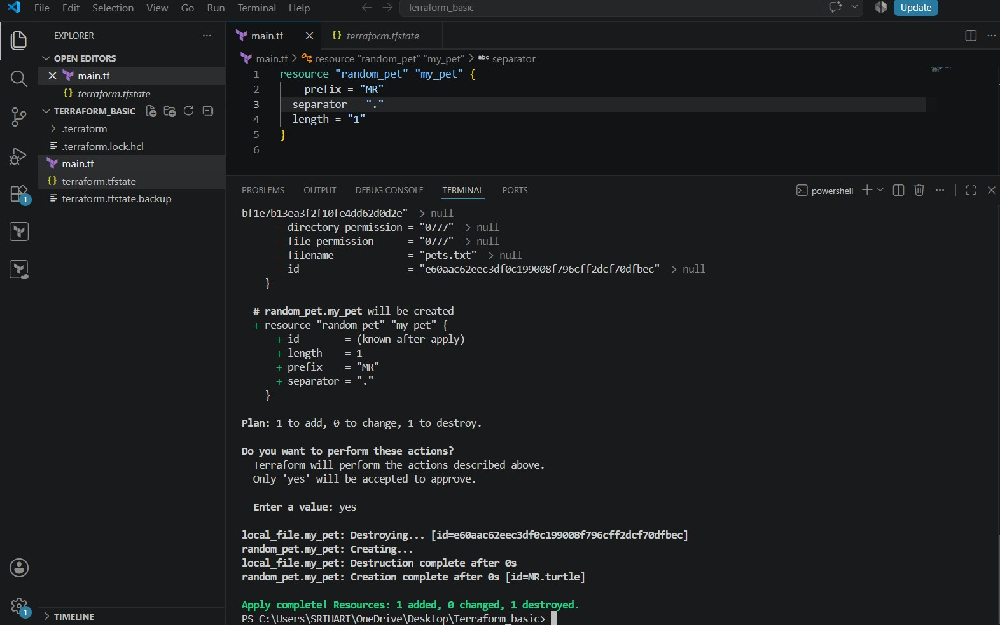 File Edit Selection View Go Run Terminal Help
Terraform_basic
Update
EXPLORER
OPEN EDITORS
main.tf
terraform.tfstate
TERRAFORM_BASIC
.terraform
.terraform.lock.hcl
main.tf
terraform.tfstate
terraform.tfstate.backup
1
1
TIMELINE
main.tf
{} terraform.tfstate
main.tf > resource "random_pet" "my_pet" > abc separator
1 resource "random_pet" "my_pet" {
2 prefix = "MR"
3 separator = "."
4 length = "1"
5 }
6
PROBLEMS OUTPUT DEBUG CONSOLE TERMINAL PORTS
powershell
bf1e7b13ea3f2f10fe4dd62d0d2e" -> null
- directory_permission = "0777" -> null
- file_permission = "0777" -> null
- filename = "pets.txt" -> null
- id = "e60aac62eec3df0c199008f796cff2dcf70dfbec" -> null
}
# random_pet.my_pet will be created
+ resource "random_pet" "my_pet" {
+ id = (known after apply)
+ length = 1
+ prefix = "MR"
+ separator = "."
}
Plan: 1 to add, 0 to change, 1 to destroy.
Do you want to perform these actions?
Terraform will perform the actions described above.
Only 'yes' will be accepted to approve.
Enter a value: yes
local_file.my_pet: Destroying... [id=e60aac62eec3df0c199008f796cff2dcf70dfbec]
random_pet.my_pet: Creating...
local_file.my_pet: Destruction complete after 0s
random_pet.my_pet: Creation complete after 0s [id=MR.turtle]
Apply complete! Resources: 1 added, 0 changed, 1 destroyed.
PS C:\Users\SRIHARI\OneDrive\Desktop\Terraform_basic>